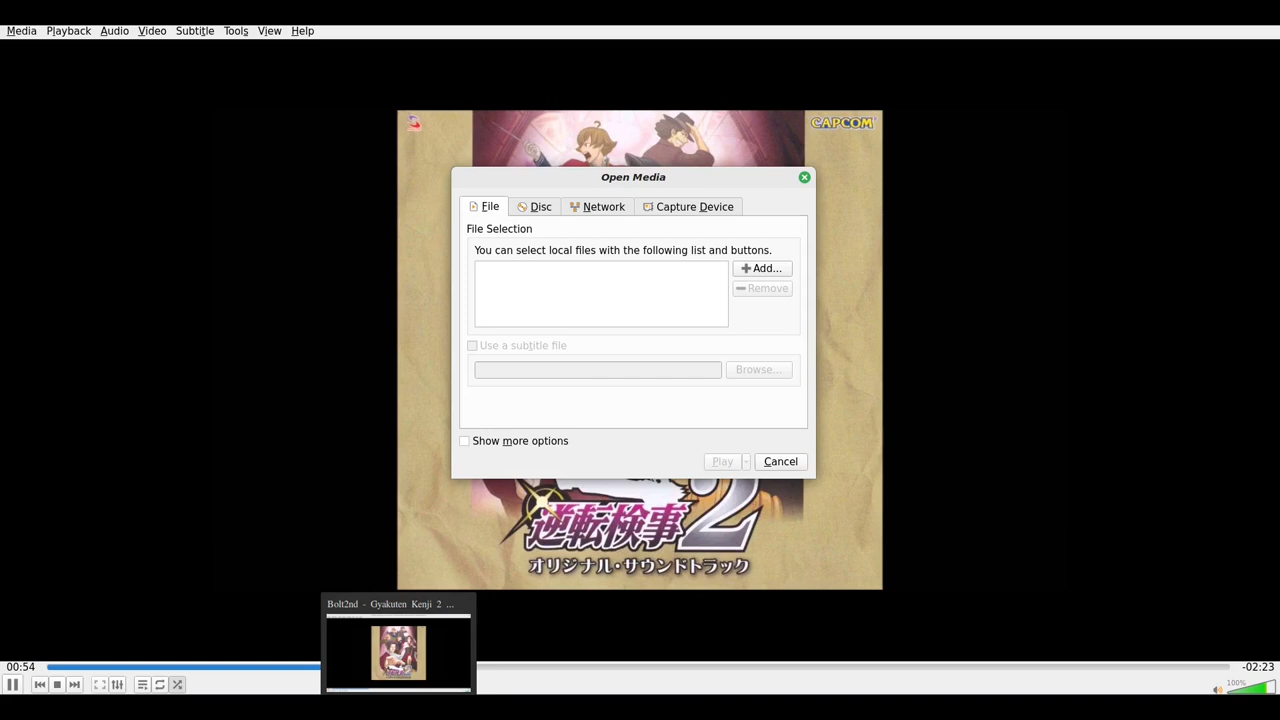 Media Playback Audio Video Subtitle Tools View Help
CAPCOM
Open Media
File Disc Network Capture Device
File Selection
You can select local files with the following list and buttons.
Add...
Remove
Use a subtitle file
Browse...
Show more options
Play Cancel
逆転検事2
オリジナル・サウンドトラック
Bolt2nd - Gyakuten Kenji 2 ...
00:54 -02:23
100%